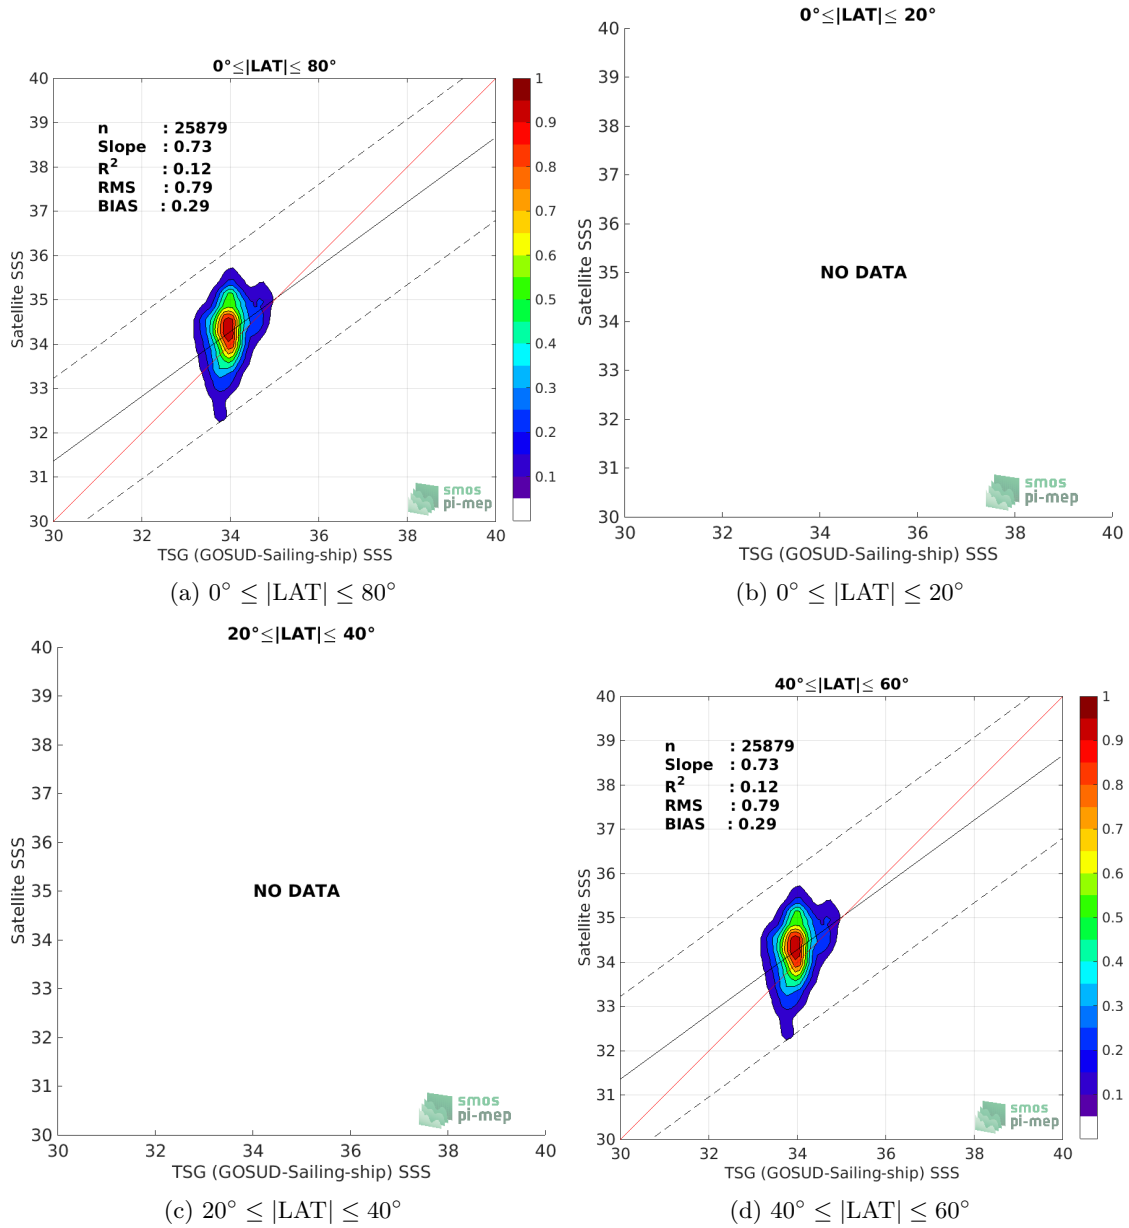 0°≤|LAT|≤ 80°
40
39
38
37
36
35
34
33
32
31
30
30 32 34 36 38 40
Satellite SSS
TSG (GOSUD-Sailing-ship) SSS
n : 25879
Slope : 0.73
R2 : 0.12
RMS : 0.79
BIAS : 0.29
1
0.9
0.8
0.7
0.6
0.5
0.4
0.3
0.2
0.1
smos
pi-mep
(a) 0° ≤ |LAT| ≤ 80°
0°≤|LAT|≤ 20°
40
39
38
37
36
35
34
33
32
31
30
30 32 34 36 38 40
Satellite SSS
TSG (GOSUD-Sailing-ship) SSS
NO DATA
smos
pi-mep
(b) 0° ≤ |LAT| ≤ 20°
20°≤|LAT|≤ 40°
40
39
38
37
36
35
34
33
32
31
30
30 32 34 36 38 40
Satellite SSS
TSG (GOSUD-Sailing-ship) SSS
NO DATA
smos
pi-mep
(c) 20° ≤ |LAT| ≤ 40°
40°≤|LAT|≤ 60°
40
39
38
37
36
35
34
33
32
31
30
30 32 34 36 38 40
Satellite SSS
TSG (GOSUD-Sailing-ship) SSS
n : 25879
Slope : 0.73
R2 : 0.12
RMS : 0.79
BIAS : 0.29
1
0.9
0.8
0.7
0.6
0.5
0.4
0.3
0.2
0.1
smos
pi-mep
(d) 40° ≤ |LAT| ≤ 60°